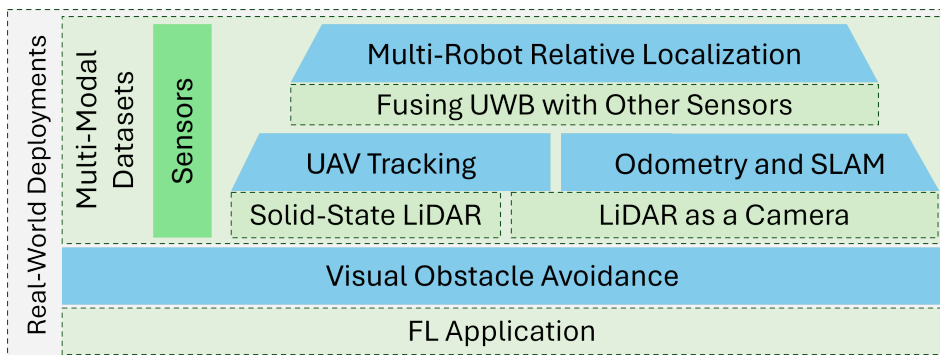 Real-World Deployments
Multi-Modal
Datasets
Sensors
Multi-Robot Relative Localization
Fusing UWB with Other Sensors
UAV Tracking
Odometry and SLAM
Solid-State LiDAR
LiDAR as a Camera
Visual Obstacle Avoidance
FL Application